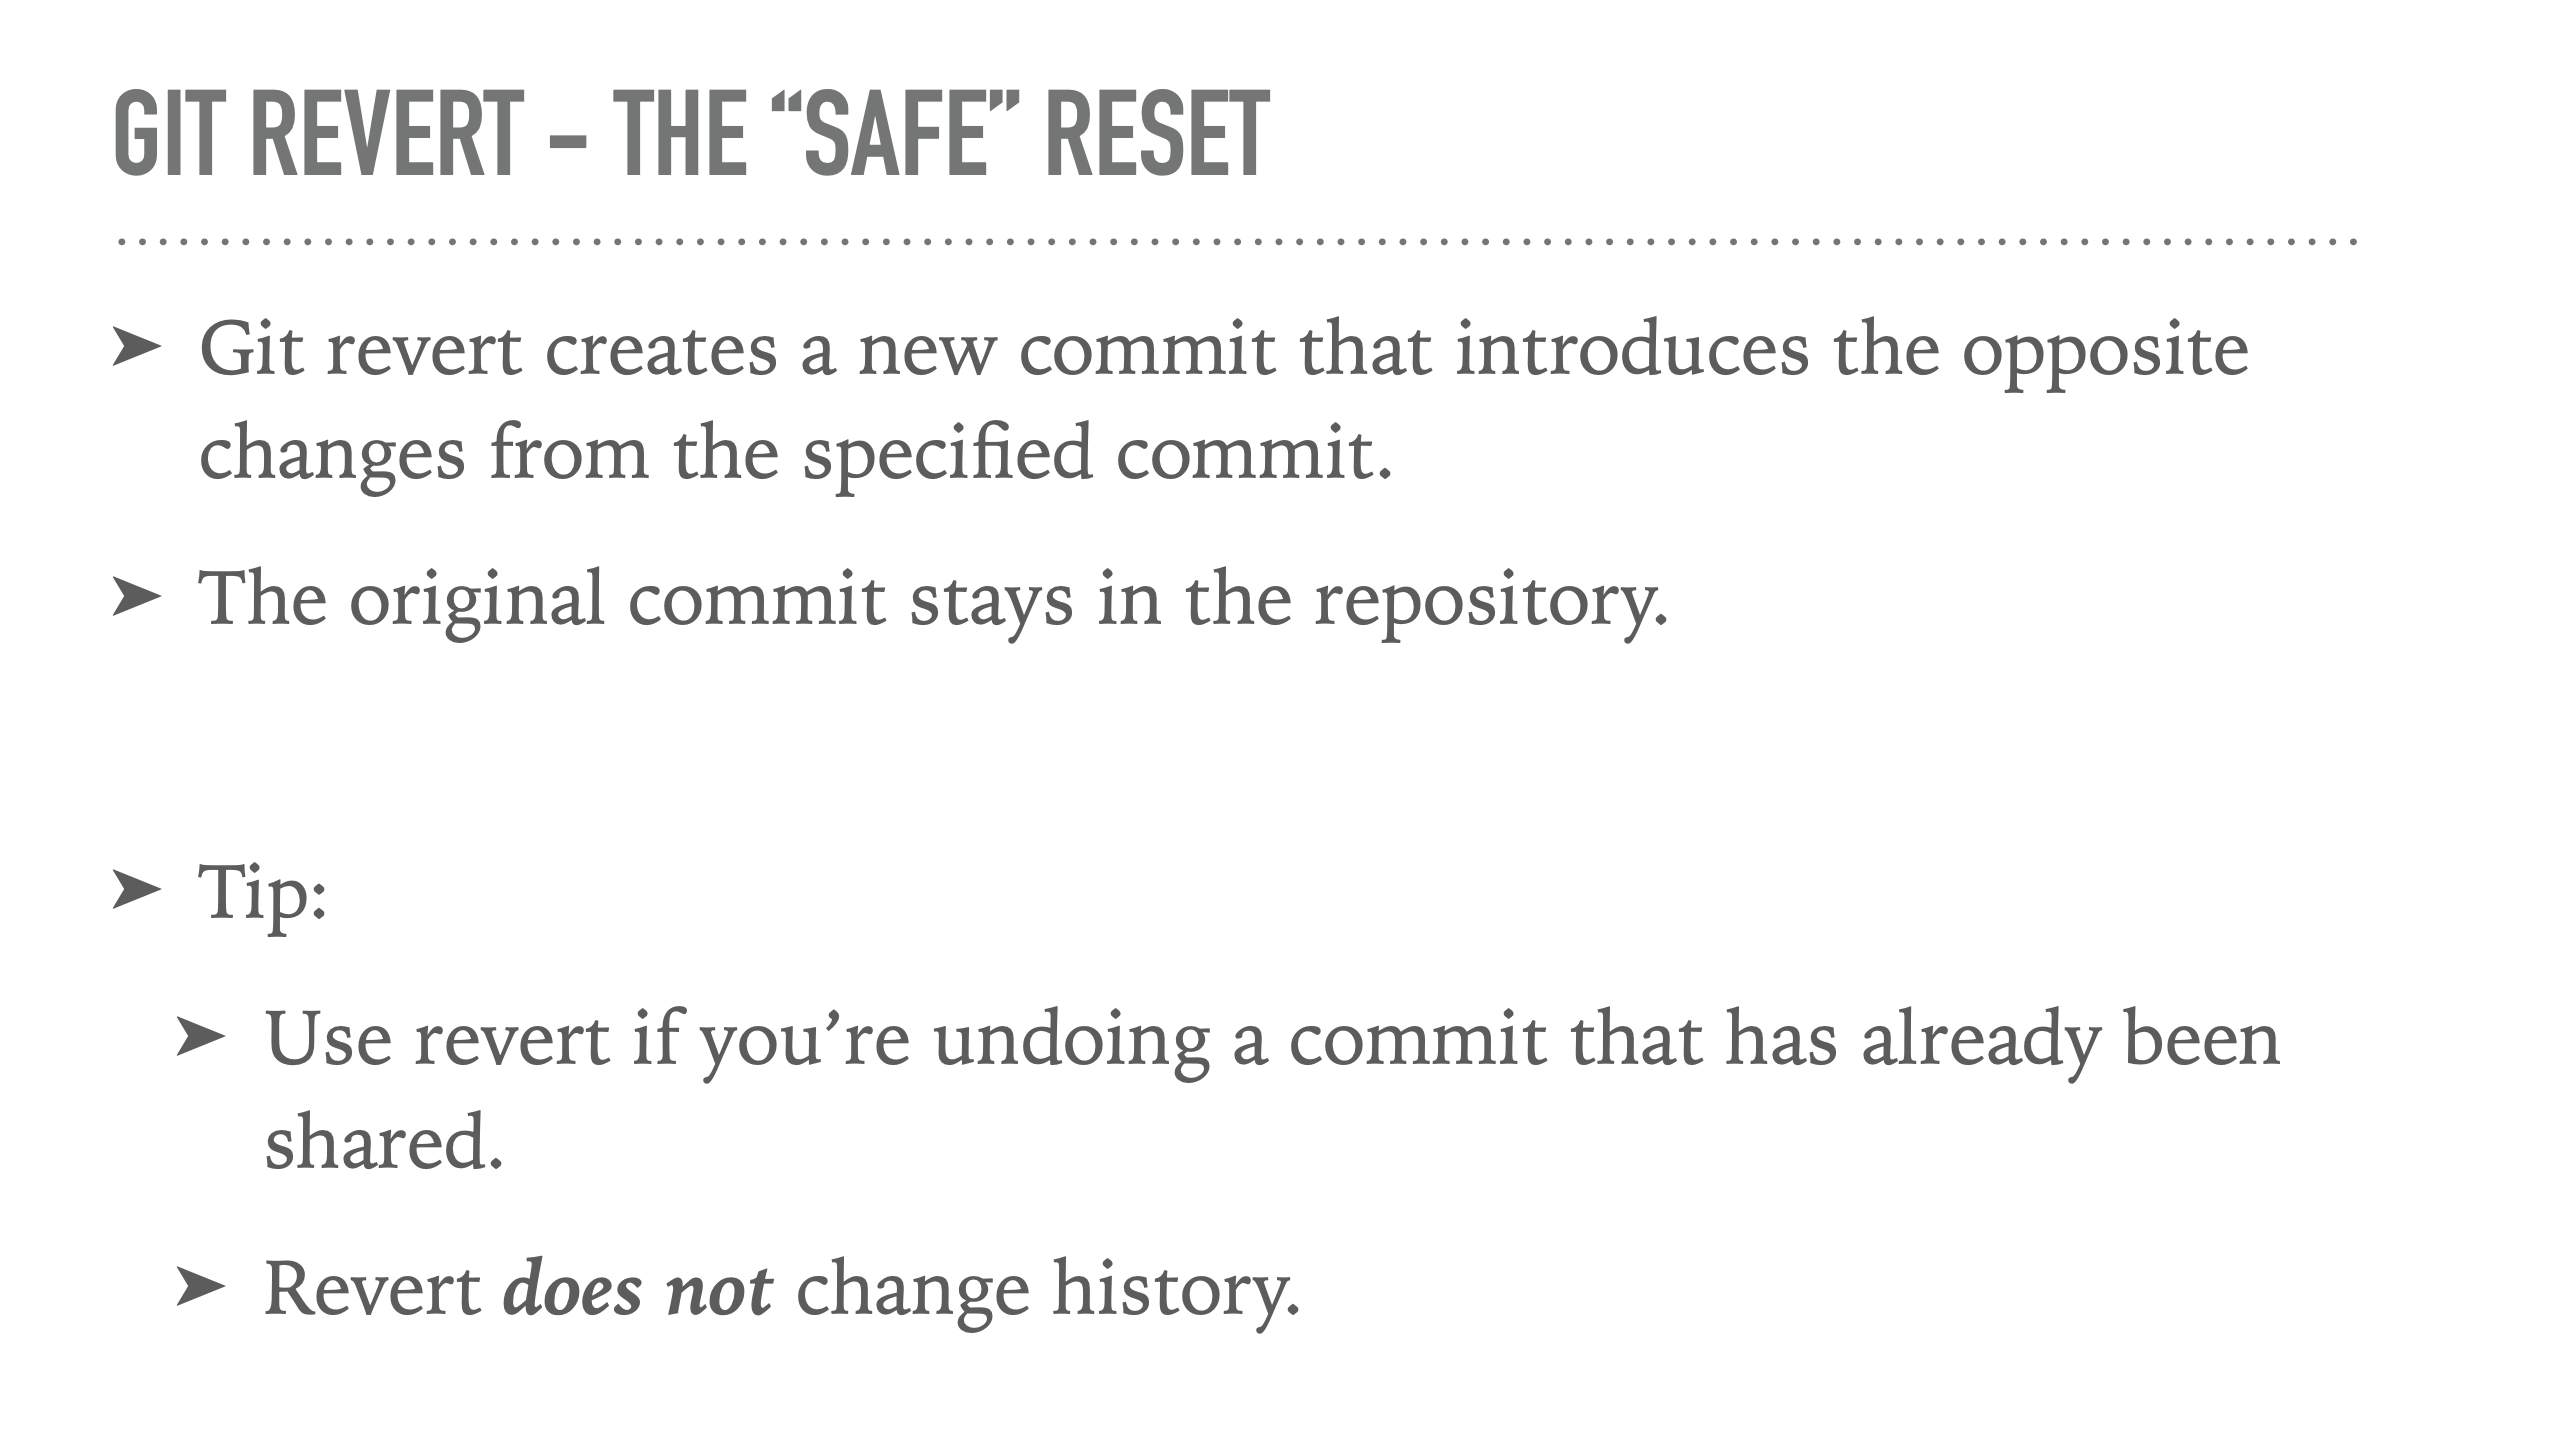 GIT REVERT – THE “SAFE” RESET
➤ Git revert creates a new commit that introduces the opposite
changes from the specified commit.
➤ The original commit stays in the repository.
➤ Tip:
➤ Use revert if you’re undoing a commit that has already been
shared.
➤ Revert does not change history.